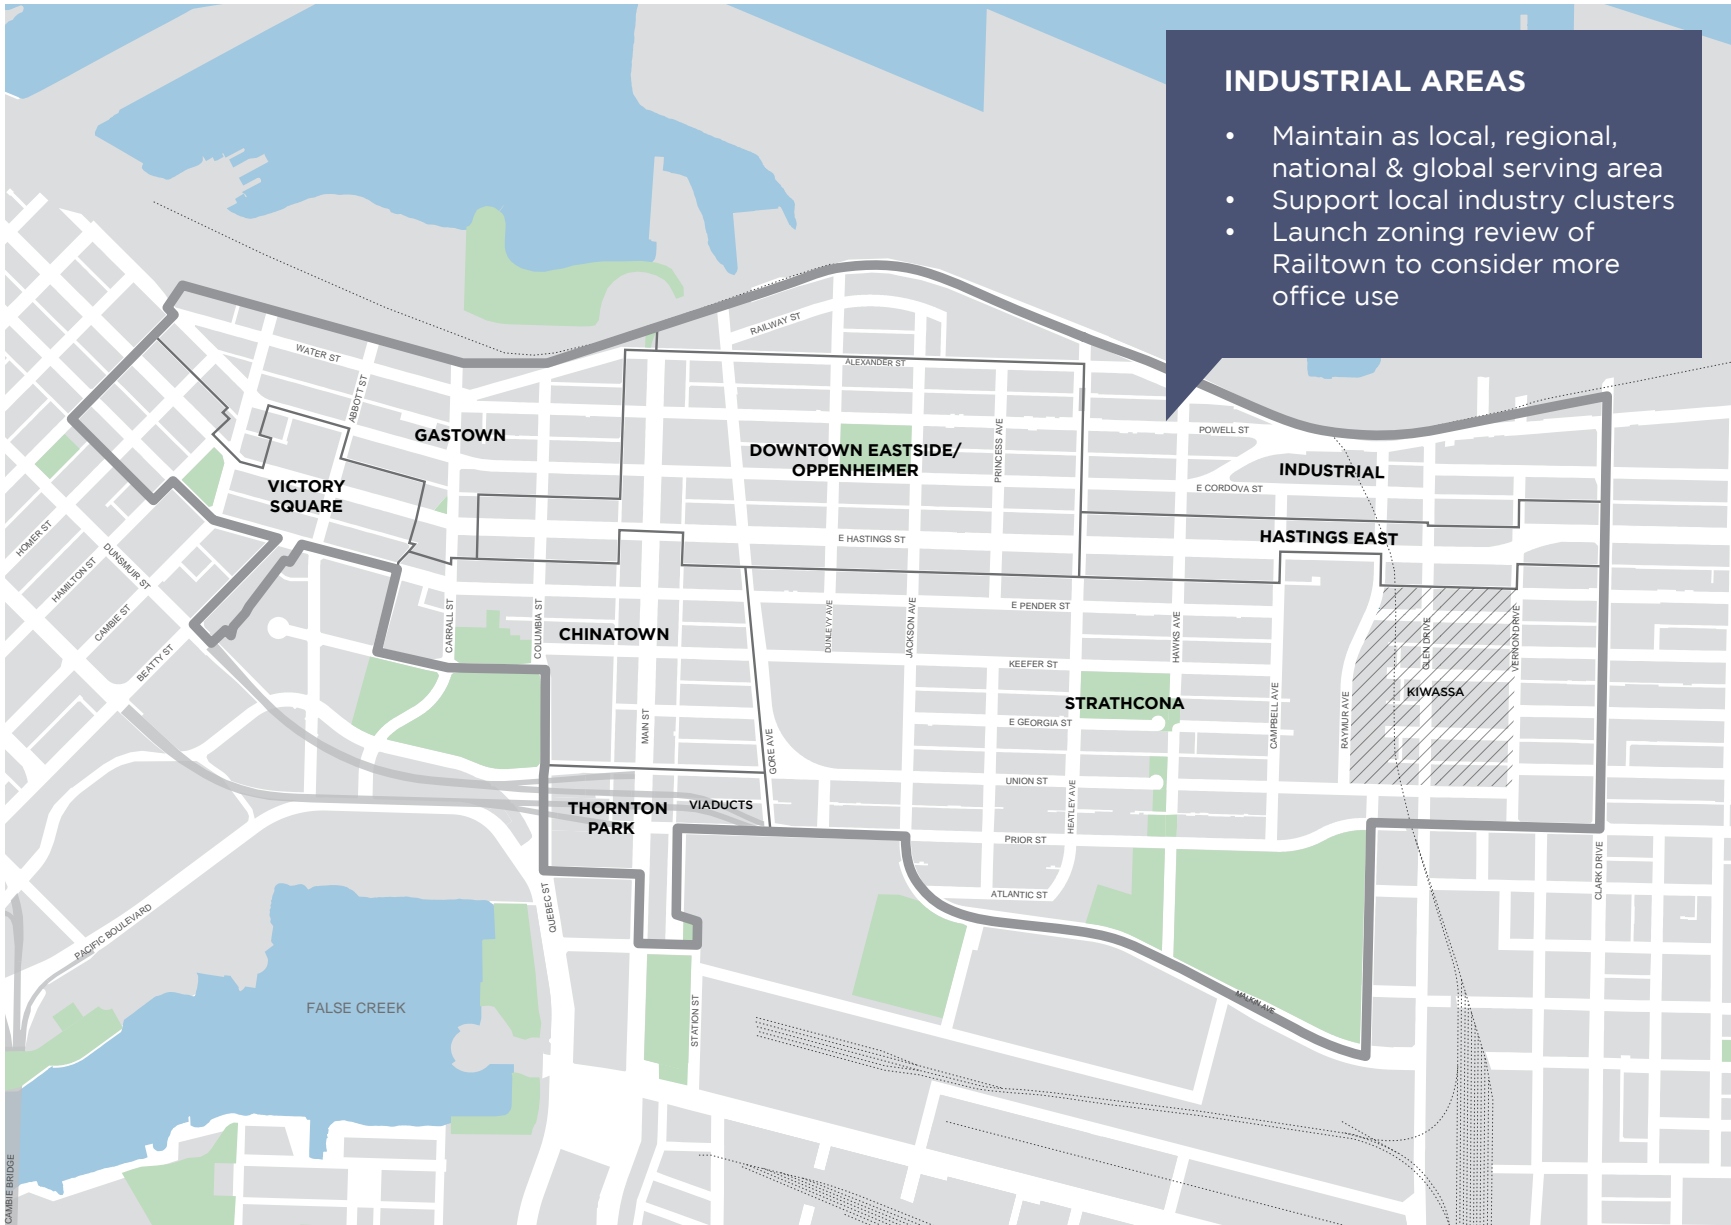 INDUSTRIAL AREAS
• Maintain as local, regional,
national & global serving area
• Support local industry clusters
• Launch zoning review of
Railtown to consider more
office use
RAILWAY ST
WATER ST
ALEXANDER ST
ABBOTT ST
GASTOWN
DOWNTOWN EASTSIDE/
OPPENHEIMER
PRINCESS AVE
POWELL ST
INDUSTRIAL
E CORDOVA ST
VICTORY
SQUARE
HOMER ST
HAMILTON ST
DUNSMUIR ST
CAMBIE ST
BEATTY ST
E HASTINGS ST
HASTINGS EAST
CARRALL ST
COLUMBIA ST
CHINATOWN
DUNLEVY AVE
JACKSON AVE
E PENDER ST
HAWKS AVE
GLEN DRIVE
VERNON DRIVE
KEEFER ST
STRATHCONA
KIWASSA
E GEORGIA ST
CAMPBELL AVE
RAYMUR AVE
MAIN ST
GORE AVE
UNION ST
HEATLEY AVE
THORNTON
PARK
VIADUCTS
PRIOR ST
ATLANTIC ST
CLARK DRIVE
QUEBEC ST
PACIFIC BOULEVARD
FALSE CREEK
STATION ST
MALKIN AVE
CAMBIE BRIDGE